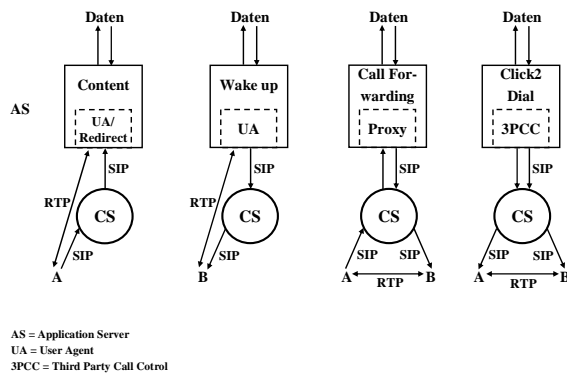 Daten Daten Daten Daten
AS
Content
UA/
Redirect
SIP
RTP
CS
SIP
A
Wake up
UA
SIP
RTP
CS
SIP
B
Call For-
warding
Proxy
SIP
CS
SIP SIP
A RTP B
Click2
Dial
3PCC
SIP
CS
SIP SIP
A RTP B
AS = Application Server
UA = User Agent
3PCC = Third Party Call Cotrol